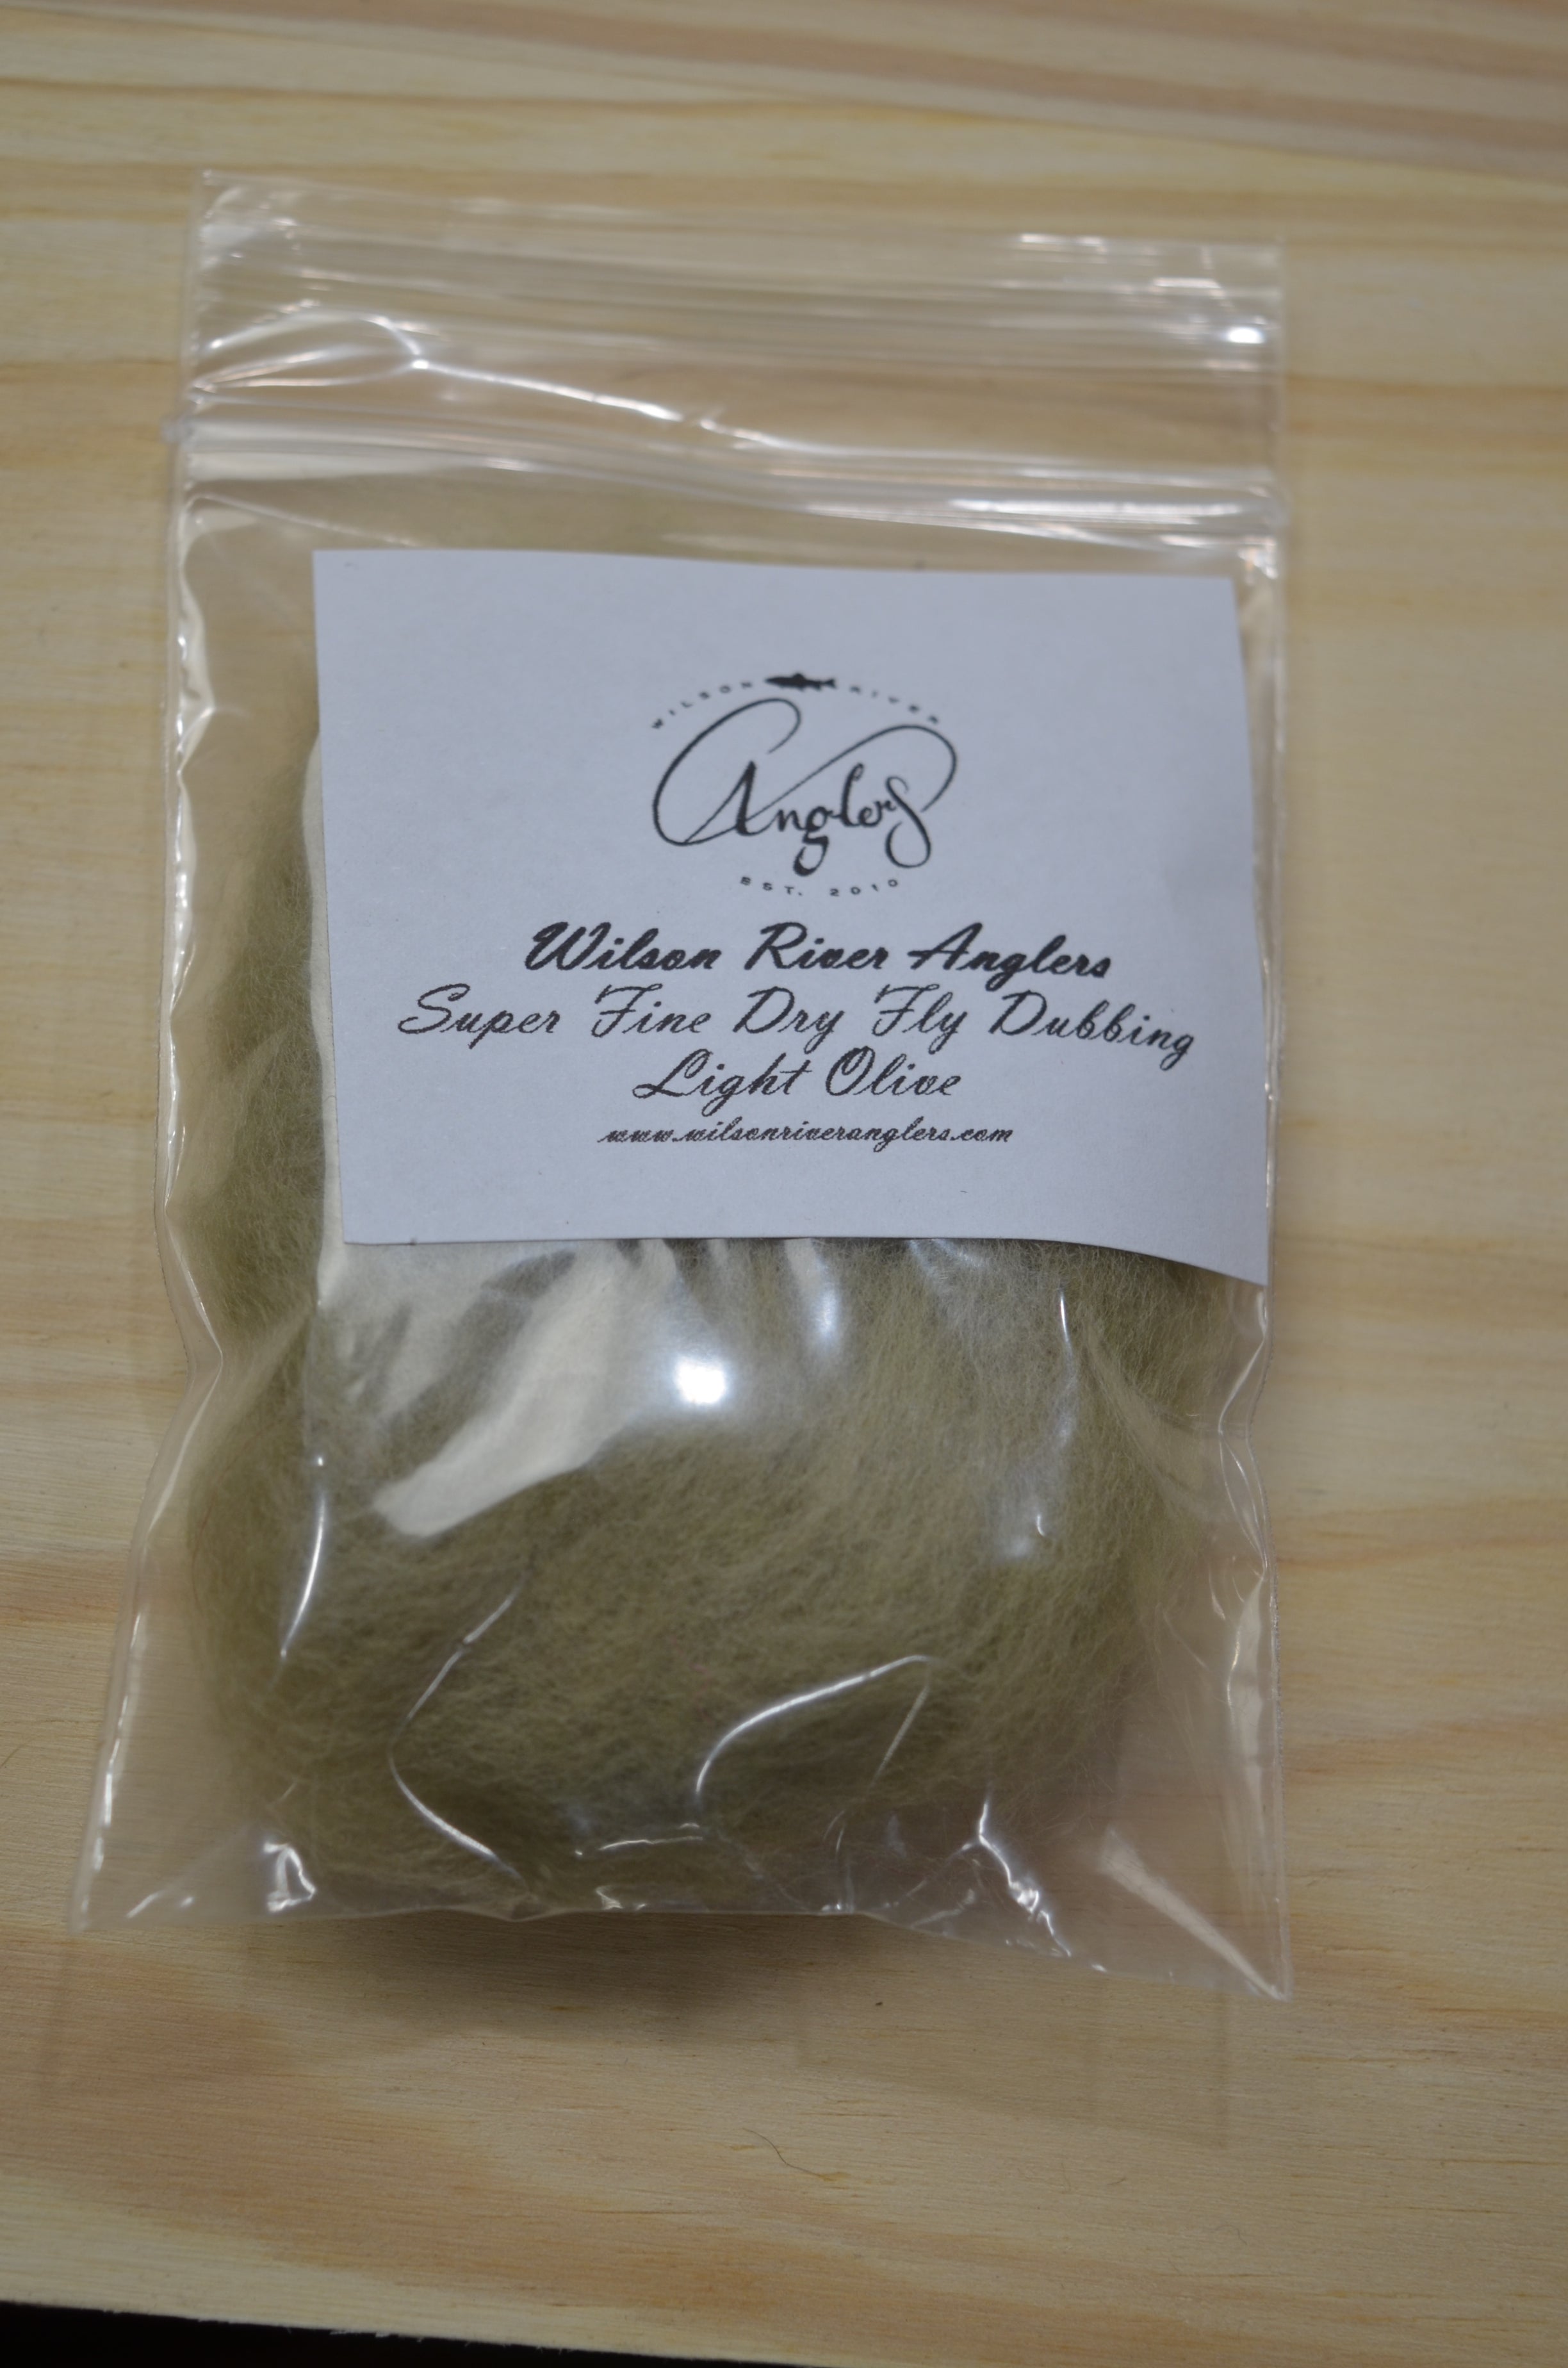 WILSON RIVER
Anglers
EST. 2010
Wilson River Anglers
Super Fine Dry Fly Dubbing
Light Olive
www.wilsonriveranglers.com